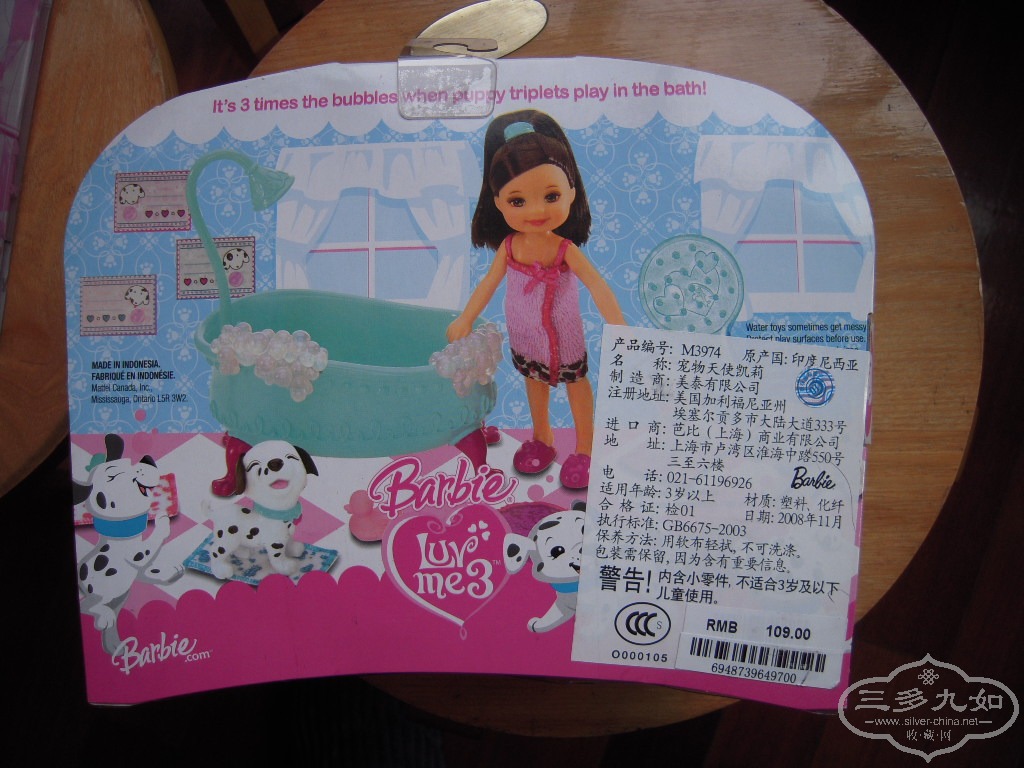 It's 3 times the bubbles when puppy triplets play in the bath!
Water toys sometimes get messy
Protect play surfaces before use.
MADE IN INDONESIA.
FABRIQUÉ EN INDONÉSIE.
Mattel Canada, Inc.,
Mississauga, Ontario L5R 3W2.
Barbie®
Luv
me3™
Barbie.com™
产品编号: M3974 原产国: 印度尼西亚
名 称: 宠物天使凯莉
制 造 商: 美泰有限公司
注册地址: 美国加利福尼亚州
埃塞尔贡多市大陆大道333号
进 口 商: 芭比（上海）商业有限公司
地 址: 上海市卢湾区淮海中路550号
三至六楼
电 话: 021-61196926
Barbie
适用年龄: 3岁以上 材质: 塑料、化纤
合 格 证: 检01 日期: 2008年11月
执行标准: GB6675-2003
保养方法: 用软布轻拭, 不可洗涤。
包装需保留, 因为含有重要信息。
警告! 内含小零件, 不适合3岁及以下
儿童使用。
CCC S
O000105
RMB 109.00
6948739649700
三多九如
www.silver-china.net
收·藏·网